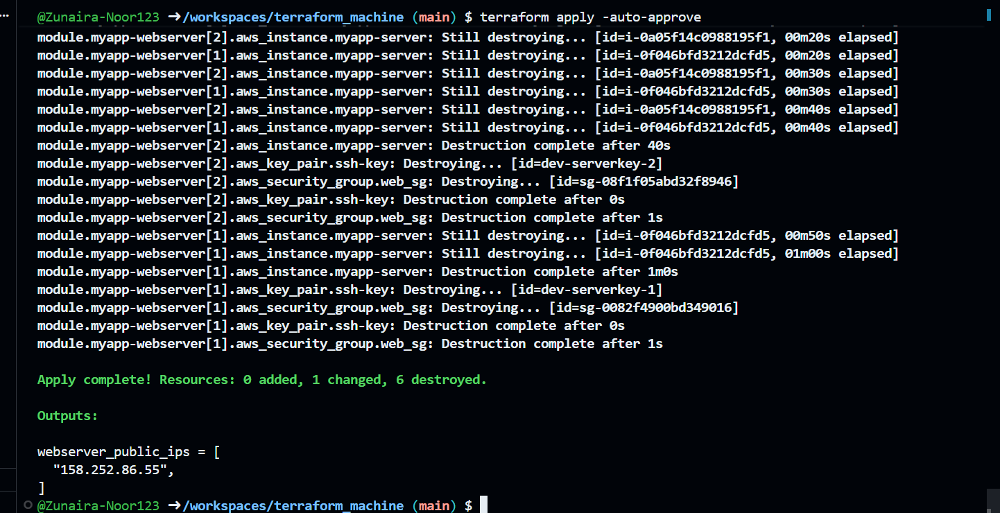 @Zunaira-Noor123 ➜/workspaces/terraform_machine (main) $ terraform apply -auto-approve
module.myapp-webserver[2].aws_instance.myapp-server: Still destroying... [id=i-0a05f14c0988195f1, 00m20s elapsed]
module.myapp-webserver[1].aws_instance.myapp-server: Still destroying... [id=i-0f046bfd3212dcfd5, 00m20s elapsed]
module.myapp-webserver[2].aws_instance.myapp-server: Still destroying... [id=i-0a05f14c0988195f1, 00m30s elapsed]
module.myapp-webserver[1].aws_instance.myapp-server: Still destroying... [id=i-0f046bfd3212dcfd5, 00m30s elapsed]
module.myapp-webserver[2].aws_instance.myapp-server: Still destroying... [id=i-0a05f14c0988195f1, 00m40s elapsed]
module.myapp-webserver[1].aws_instance.myapp-server: Still destroying... [id=i-0f046bfd3212dcfd5, 00m40s elapsed]
module.myapp-webserver[2].aws_instance.myapp-server: Destruction complete after 40s
module.myapp-webserver[2].aws_key_pair.ssh-key: Destroying... [id=dev-serverkey-2]
module.myapp-webserver[2].aws_security_group.web_sg: Destroying... [id=sg-08f1f05abd32f8946]
module.myapp-webserver[2].aws_key_pair.ssh-key: Destruction complete after 0s
module.myapp-webserver[2].aws_security_group.web_sg: Destruction complete after 1s
module.myapp-webserver[1].aws_instance.myapp-server: Still destroying... [id=i-0f046bfd3212dcfd5, 00m50s elapsed]
module.myapp-webserver[1].aws_instance.myapp-server: Still destroying... [id=i-0f046bfd3212dcfd5, 01m00s elapsed]
module.myapp-webserver[1].aws_instance.myapp-server: Destruction complete after 1m0s
module.myapp-webserver[1].aws_key_pair.ssh-key: Destroying... [id=dev-serverkey-1]
module.myapp-webserver[1].aws_security_group.web_sg: Destroying... [id=sg-0082f4900bd349016]
module.myapp-webserver[1].aws_key_pair.ssh-key: Destruction complete after 0s
module.myapp-webserver[1].aws_security_group.web_sg: Destruction complete after 1s
Apply complete! Resources: 0 added, 1 changed, 6 destroyed.
Outputs:
webserver_public_ips = [
"158.252.86.55",
]
@Zunaira-Noor123 ➜/workspaces/terraform_machine (main) $